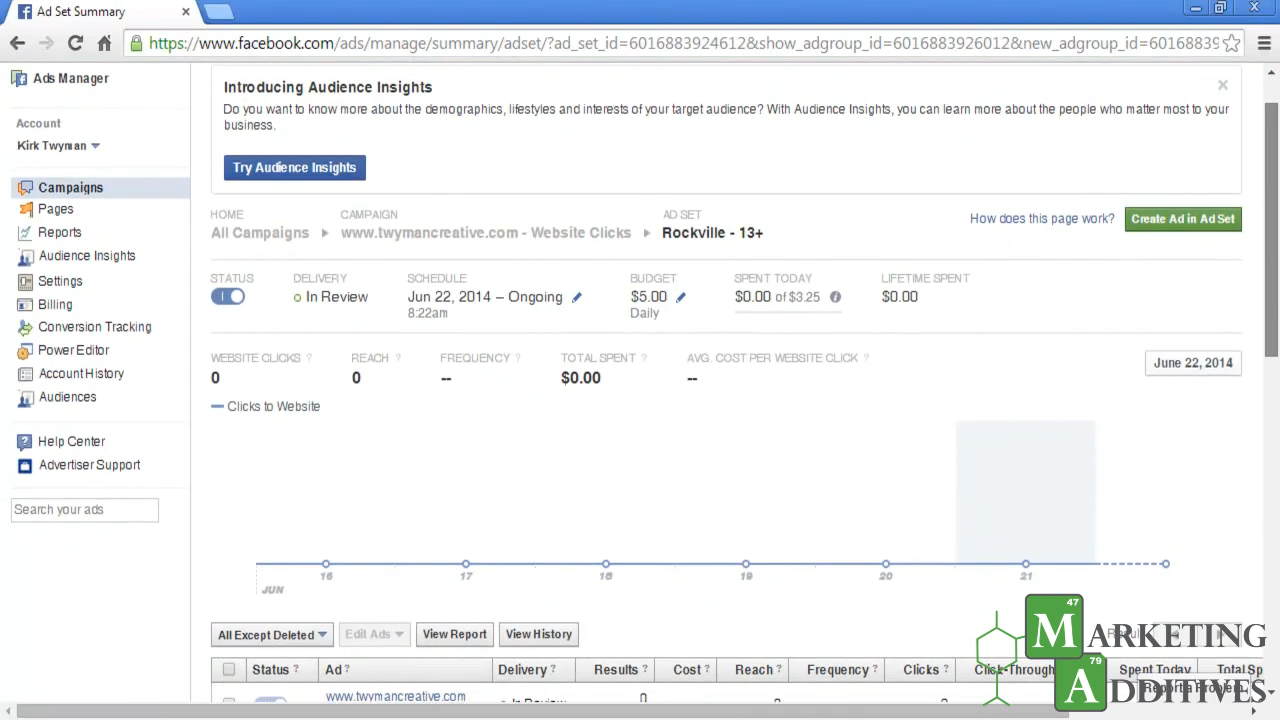 Ad Set Summary
https://www.facebook.com/ads/manage/summary/adset/?am_set_id=6016883924612&show_adgroup_id=6016883926012&new_adgroup_id=60168839
Ads Manager
Account
Kirk Twyman
Campaigns
Pages
Reports
Audience Insights
Settings
Billing
Conversion Tracking
Power Editor
Account History
Audiences
Help Center
Advertiser Support
Search your ads
Introducing Audience Insights
Do you want to know more about the demographics, lifestyles and interests of your target audience? With Audience Insights, you can learn more about the people who matter most to your
business.
Try Audience Insights
HOME CAMPAIGN AD SET
All Campaigns www.twymancreative.com - Website Clicks Rockville - 13+
How does this page work? Create Ad in Ad Set
STATUS DELIVERY SCHEDULE BUDGET SPENT TODAY LIFETIME SPENT
In Review Jun 22, 2014 – Ongoing $5.00 $0.00 of $3.25 $0.00
8:22am Daily
WEBSITE CLICKS ? REACH ? FREQUENCY ? TOTAL SPENT ? AVG. COST PER WEBSITE CLICK ?
0 0 -- $0.00 --
June 22, 2014
Clicks to Website
16 17 18 19 20 21
JUN
All Except Deleted Edit Ads View Report View History
Status ? Ad ? Delivery ? Results ? Cost ? Reach ? Frequency ? Clicks ? Click-Through Spent Today Total Sp
www.twymancreative.com In Review
Report a Problem
47
MARKETING
79
ADDITIVES